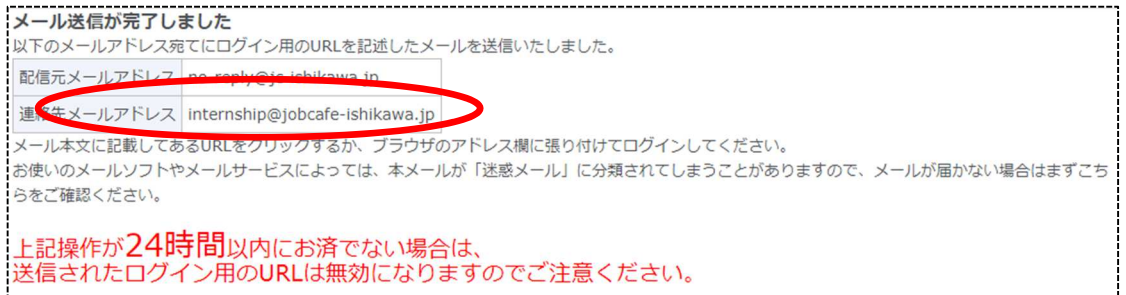 メール送信が完了しました
以下のメールアドレス宛てにログイン用のURLを記述したメールを送信いたしました。
配信元メールアドレス no-reply@jc-ishikawa.jp
連絡先メールアドレス internship@jobcafe-ishikawa.jp
メール本文に記載してあるURLをクリックするか、ブラウザのアドレス欄に張り付けてログインしてください。
お使いのメールソフトやメールサービスによっては、本メールが「迷惑メール」に分類されてしまうことがありますので、メールが届かない場合はまずこち
らをご確認ください。
上記操作が24時間以内にお済でない場合は、
送信されたログイン用のURLは無効になりますのでご注意ください。